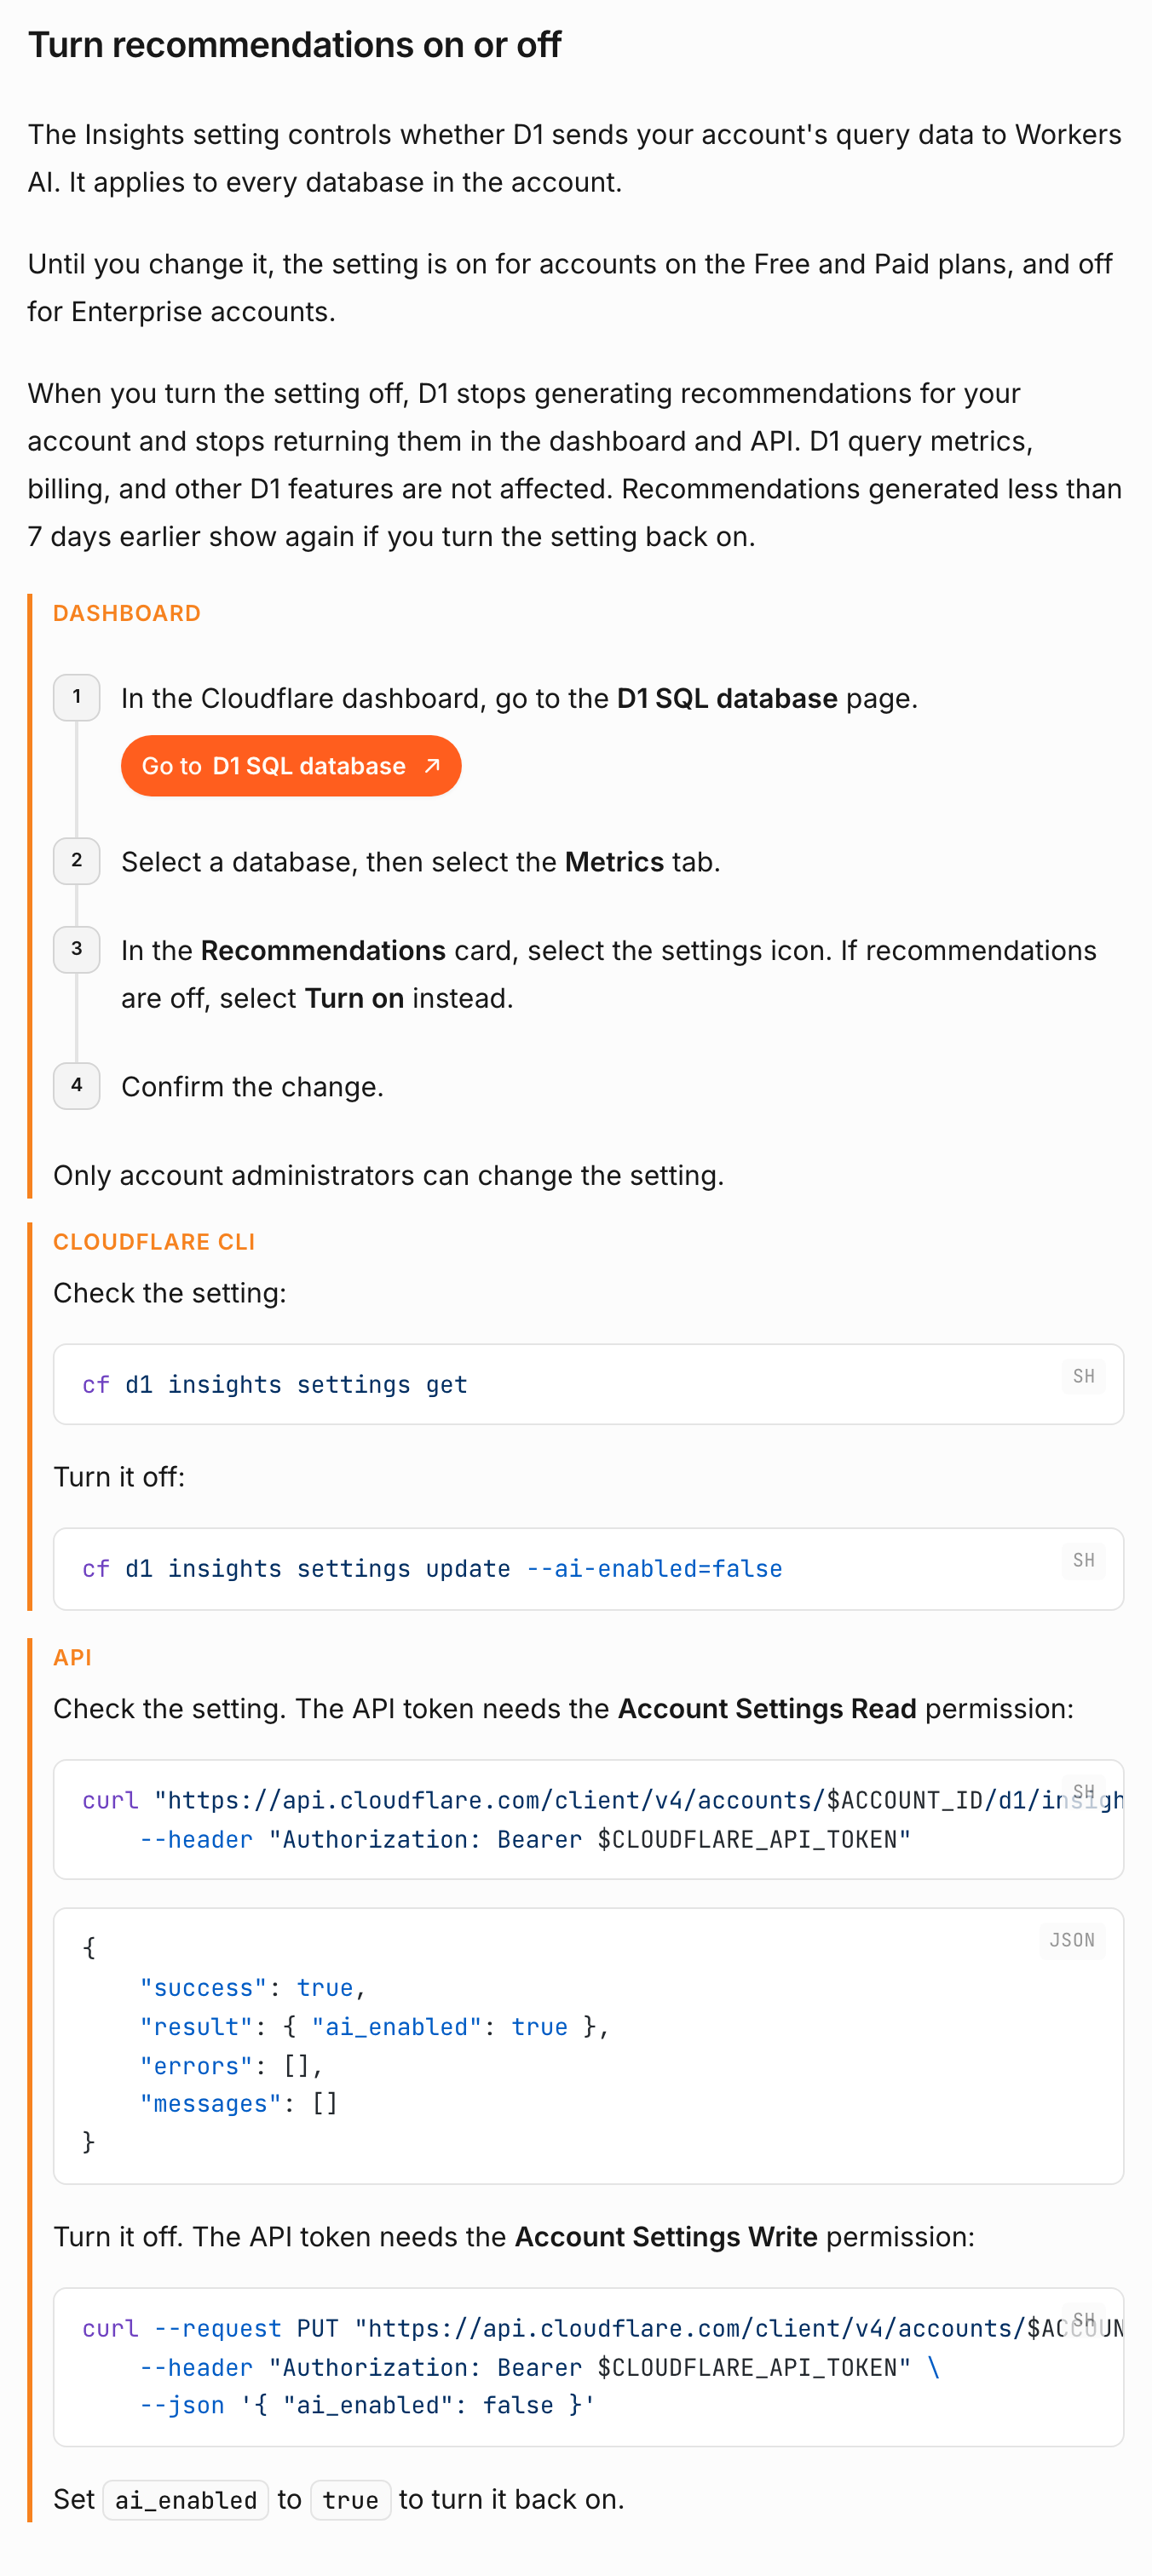 Turn recommendations on or off
The Insights setting controls whether D1 sends your account's query data to Workers
AI. It applies to every database in the account.
Until you change it, the setting is on for accounts on the Free and Paid plans, and off
for Enterprise accounts.
When you turn the setting off, D1 stops generating recommendations for your
account and stops returning them in the dashboard and API. D1 query metrics,
billing, and other D1 features are not affected. Recommendations generated less than
7 days earlier show again if you turn the setting back on.
DASHBOARD
1 In the Cloudflare dashboard, go to the D1 SQL database page.
Go to D1 SQL database ↗
2 Select a database, then select the Metrics tab.
3 In the Recommendations card, select the settings icon. If recommendations
are off, select Turn on instead.
4 Confirm the change.
Only account administrators can change the setting.
CLOUDFLARE CLI
Check the setting:
SH
cf d1 insights settings get
Turn it off:
SH
cf d1 insights settings update --ai-enabled=false
API
Check the setting. The API token needs the Account Settings Read permission:
SH
curl "https://api.cloudflare.com/client/v4/accounts/$ACCOUNT_ID/d1/insigh
--header "Authorization: Bearer $CLOUDFLARE_API_TOKEN"
JSON
{
"success": true,
"result": { "ai_enabled": true },
"errors": [],
"messages": []
}
Turn it off. The API token needs the Account Settings Write permission:
SH
curl --request PUT "https://api.cloudflare.com/client/v4/accounts/$ACCOUN
--header "Authorization: Bearer $CLOUDFLARE_API_TOKEN" \
--json '{ "ai_enabled": false }'
Set ai_enabled to true to turn it back on.